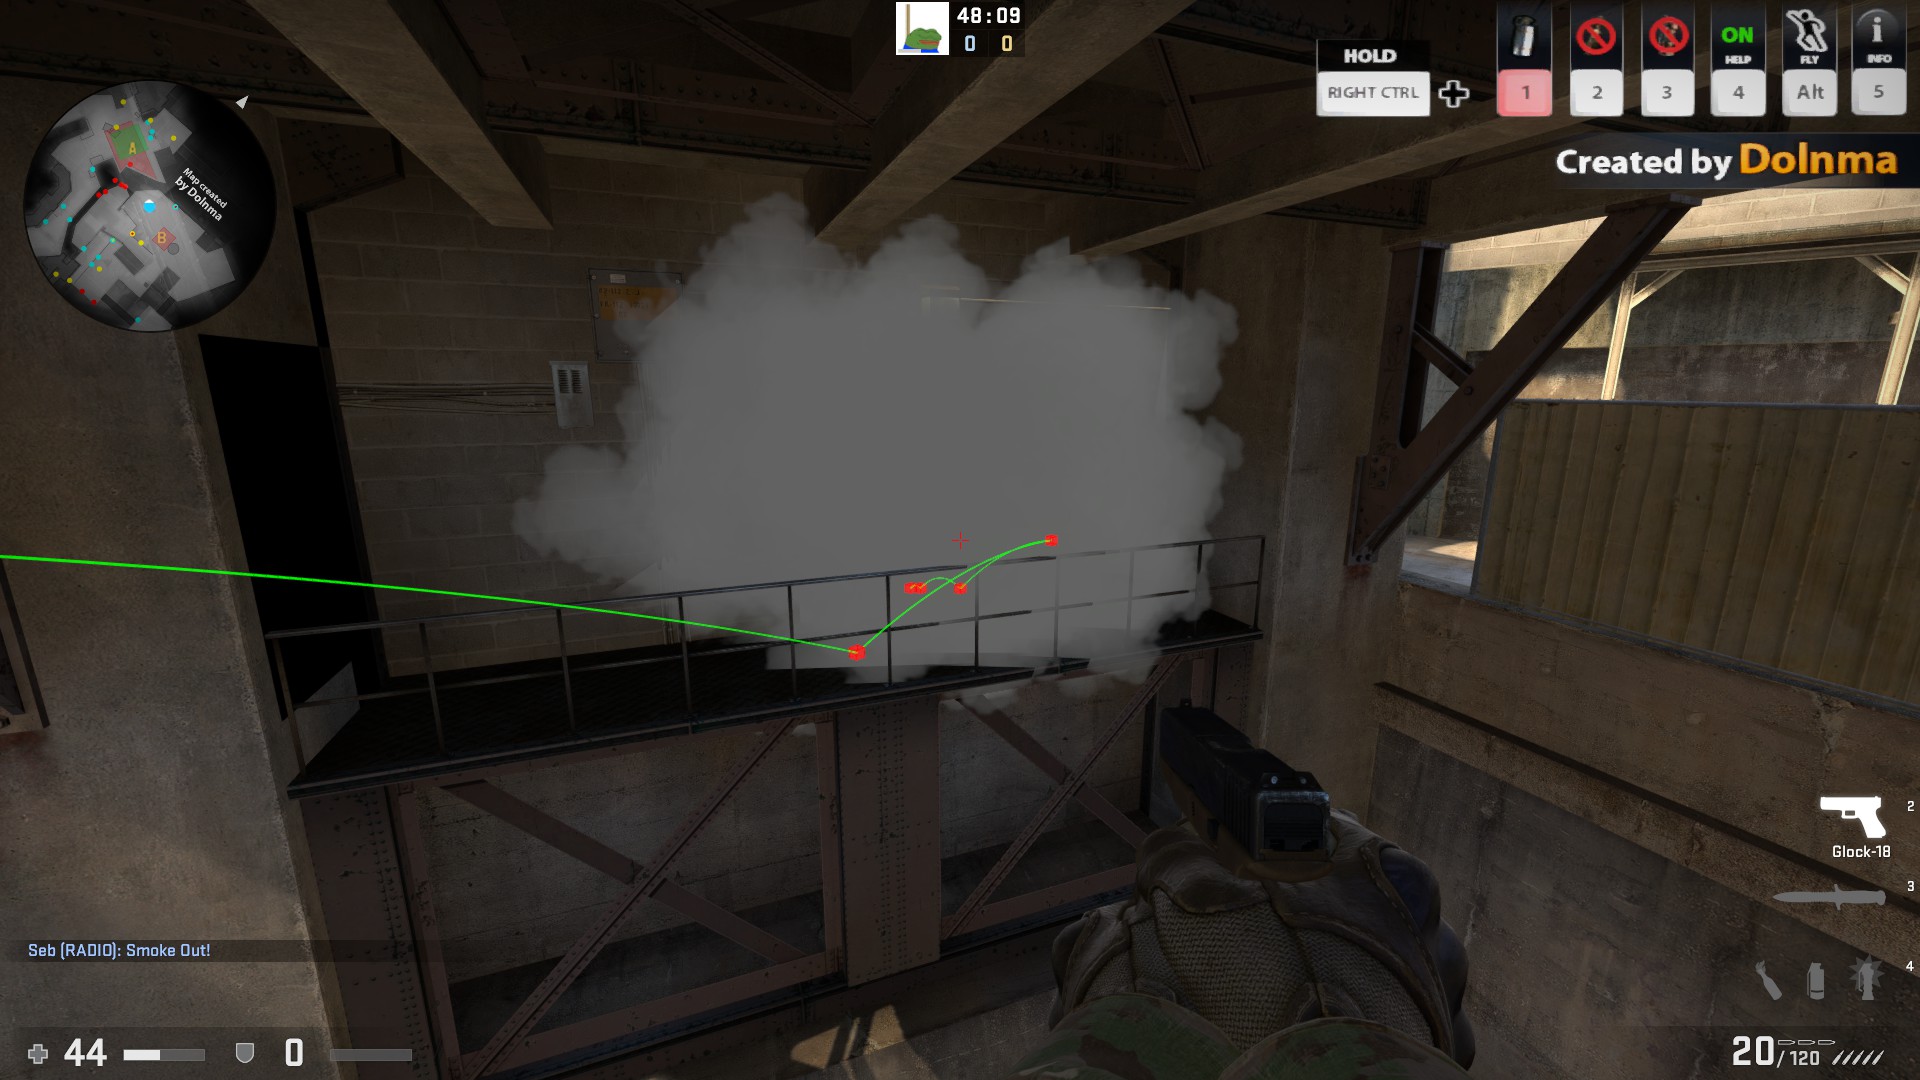 48:09
0 0
HOLD
RIGHT CTRL
1
2
3
ON
HELP
4
FLY
Alt
INFO
5
Created by Dolnma
A
Map created
by Dolnma
B
2
Glock-18
3
4
Seb (RADIO): Smoke Out!
44
0
20/120